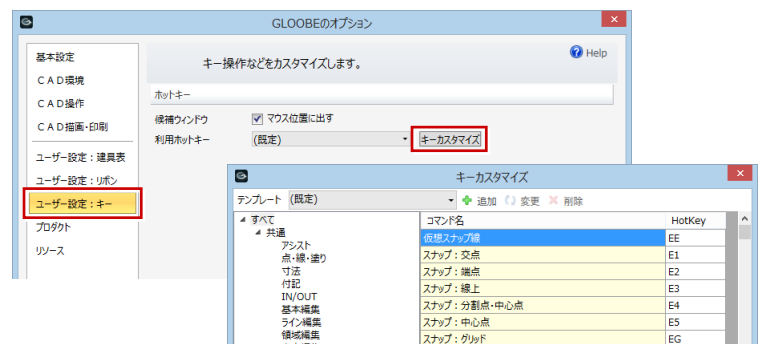 GLOOBEのオプション
基本設定
CAD環境
CAD操作
CAD描画・印刷
ユーザー設定：建具表
ユーザー設定：リボン
ユーザー設定：キー
プロダクト
リソース
キー操作などをカスタマイズします。
Help
ホットキー
候補ウィンドウ マウス位置に出す
利用ホットキー (既定) キーカスタマイズ
キーカスタマイズ
テンプレート (既定) 追加 変更 削除
すべて
共通
アシスト
点・線・塗り
寸法
付記
IN/OUT
基本編集
ライン編集
領域編集
コマンド名 HotKey
仮想スナップ線 EE
スナップ：交点 E1
スナップ：端点 E2
スナップ：線上 E3
スナップ：分割点・中心点 E4
スナップ：中心点 E5
スナップ：グリッド EG